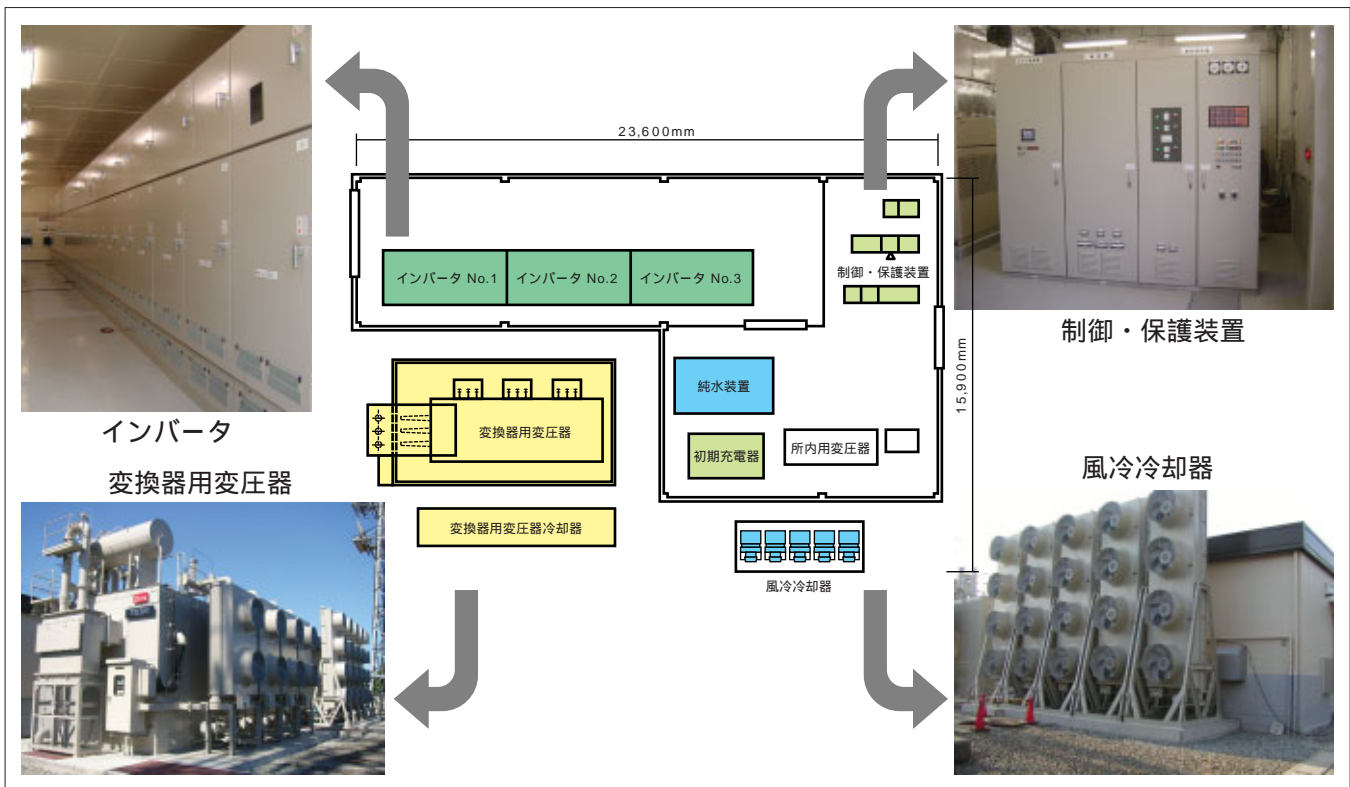 23,600mm
インバータ No.1
インバータ No.2
インバータ No.3
制御・保護装置
制御・保護装置
15,900mm
純水装置
インバータ
変換器用変圧器
初期充電器
所内用変圧器
変換器用変圧器
風冷冷却器
変換器用変圧器冷却器
風冷冷却器